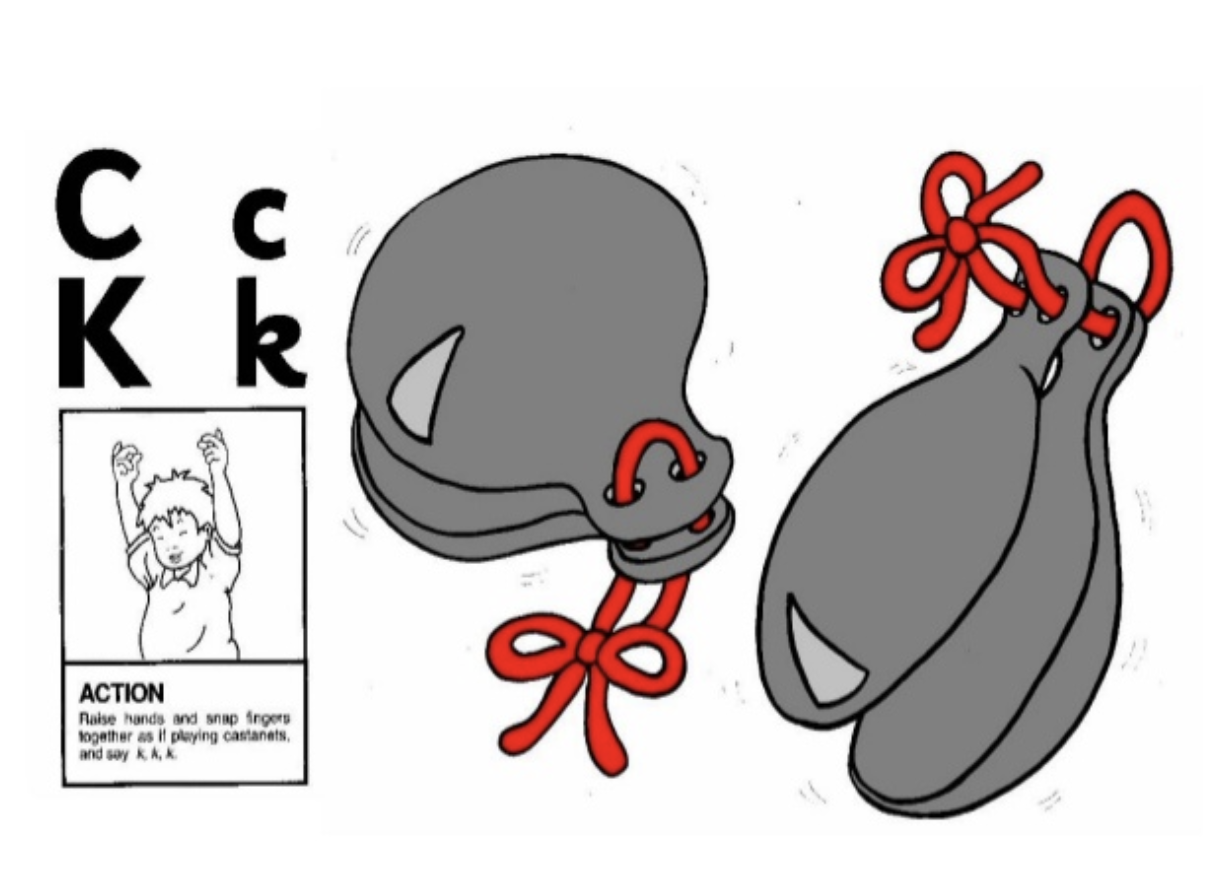 C c
K k
ACTION
Raise hands and snap fingers
together as if playing castanets,
and say k, k, k.